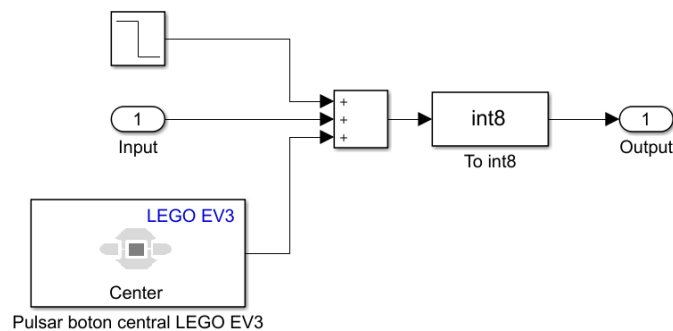 +
1
Input
+
+
int8
To int8
1
Output
LEGO EV3
Center
Pulsar boton central LEGO EV3